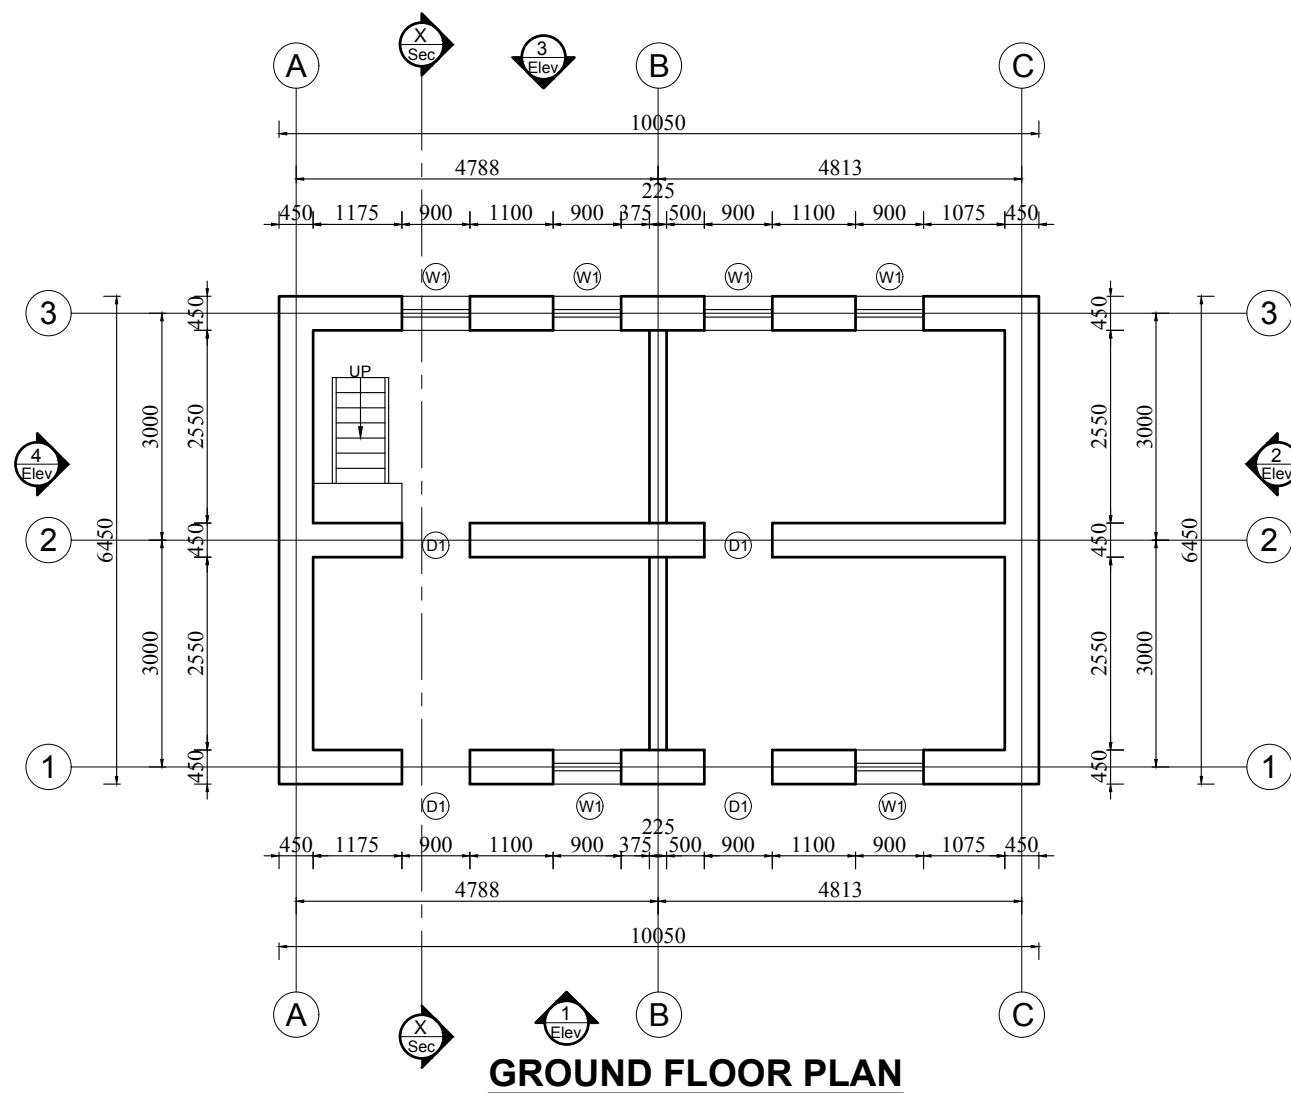 X
Sec
3
Elev
A
B
C
10050
4788
4813
225
450 1175 900 1100 900 375 500 900 1100 900 1075 450
W1 W1 W1 W1
3
450
450
3
UP
3000
2550
2550
3000
4
Elev
2
Elev
6450
450
450
6450
2
D1
D1
2
3000
2550
2550
3000
1
450
450
1
D1 W1 D1 W1
225
450 1175 900 1100 900 375 500 900 1100 900 1075 450
4788
4813
10050
A
B
C
X
Sec
1
Elev
GROUND FLOOR PLAN